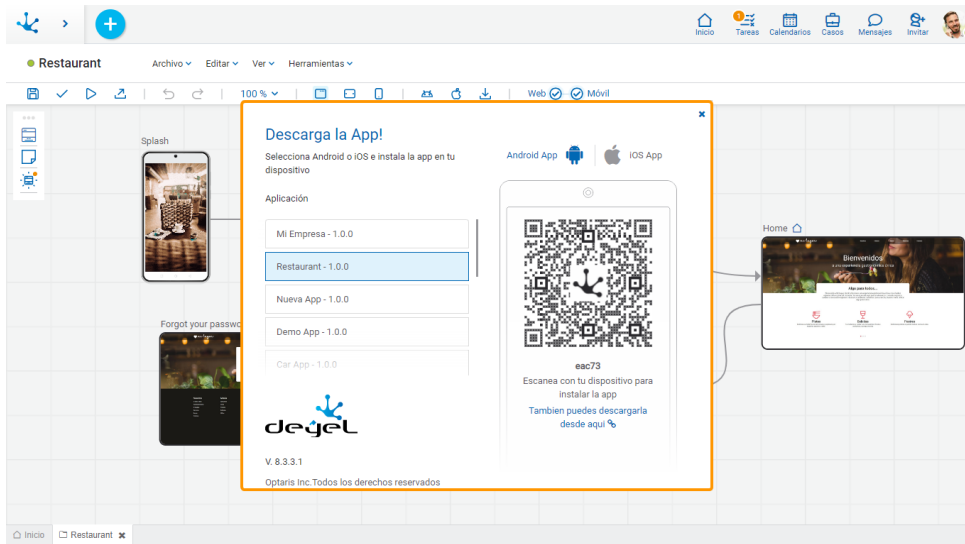 Inicio
1
Tareas
Calendarios
Casos
Mensajes
Invitar
Restaurant
Archivo
Editar
Ver
Herramientas
100 %
Web
Móvil
Splash
Descarga la App!
Selecciona Android o iOS e instala la app en tu
dispositivo
Android App
iOS App
Aplicación
Mi Empresa - 1.0.0
Restaurant - 1.0.0
Nueva App - 1.0.0
Demo App - 1.0.0
Car App - 1.0.0
eac73
Escanea con tu dispositivo para
instalar la app
Tambien puedes descargarla
desde aqui
deyel
V. 8.3.3.1
Optaris Inc.Todos los derechos reservados
Forgot your passwo
Home
Bienvenidos
Inicio
Restaurant